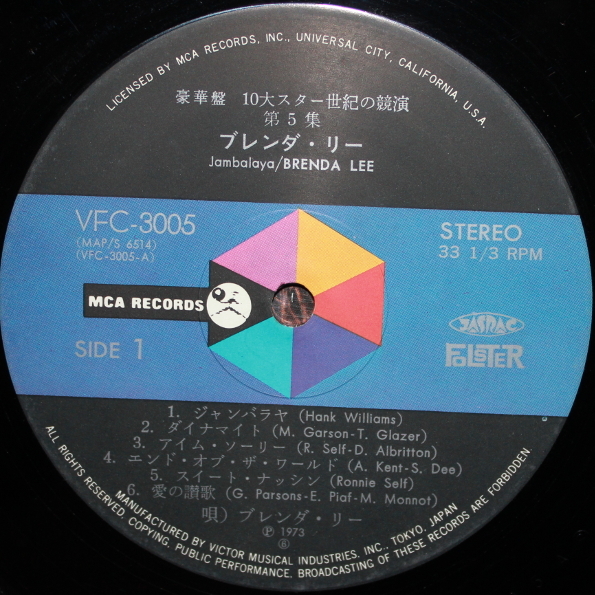 LICENSED BY MCA RECORDS, INC., UNIVERSAL CITY, CALIFORNIA, U.S.A.
豪華盤 10大スター世紀の競演
第5集
ブレンダ・リー
Jambalaya/BRENDA LEE
VFC-3005
(MAP/S 6514)
(VFC-3005-A)
STEREO
33 1/3 RPM
MCA RECORDS
SIDE 1
JASRAC
FOLSTER
1. ジャンバラヤ (Hank Williams)
2. ダイナマイト (M. Garson-T. Glazer)
3. アイム・ソーリー (R. Self-D. Albritton)
4. エンド・オブ・ザ・ワールド (A. Kent-S. Dee)
5. スイート・ナッシン (Ronnie Self)
6. 愛の讃歌 (G. Parsons-E. Piaf-M. Monnot)
唄) ブレンダ・リー
℗ 1973
ALL RIGHTS RESERVED. COPYING, PUBLIC PERFORMANCE, BROADCASTING OF THESE RECORDS ARE FORBIDDEN
MANUFACTURED BY VICTOR MUSICAL INDUSTRIES, INC., TOKYO, JAPAN